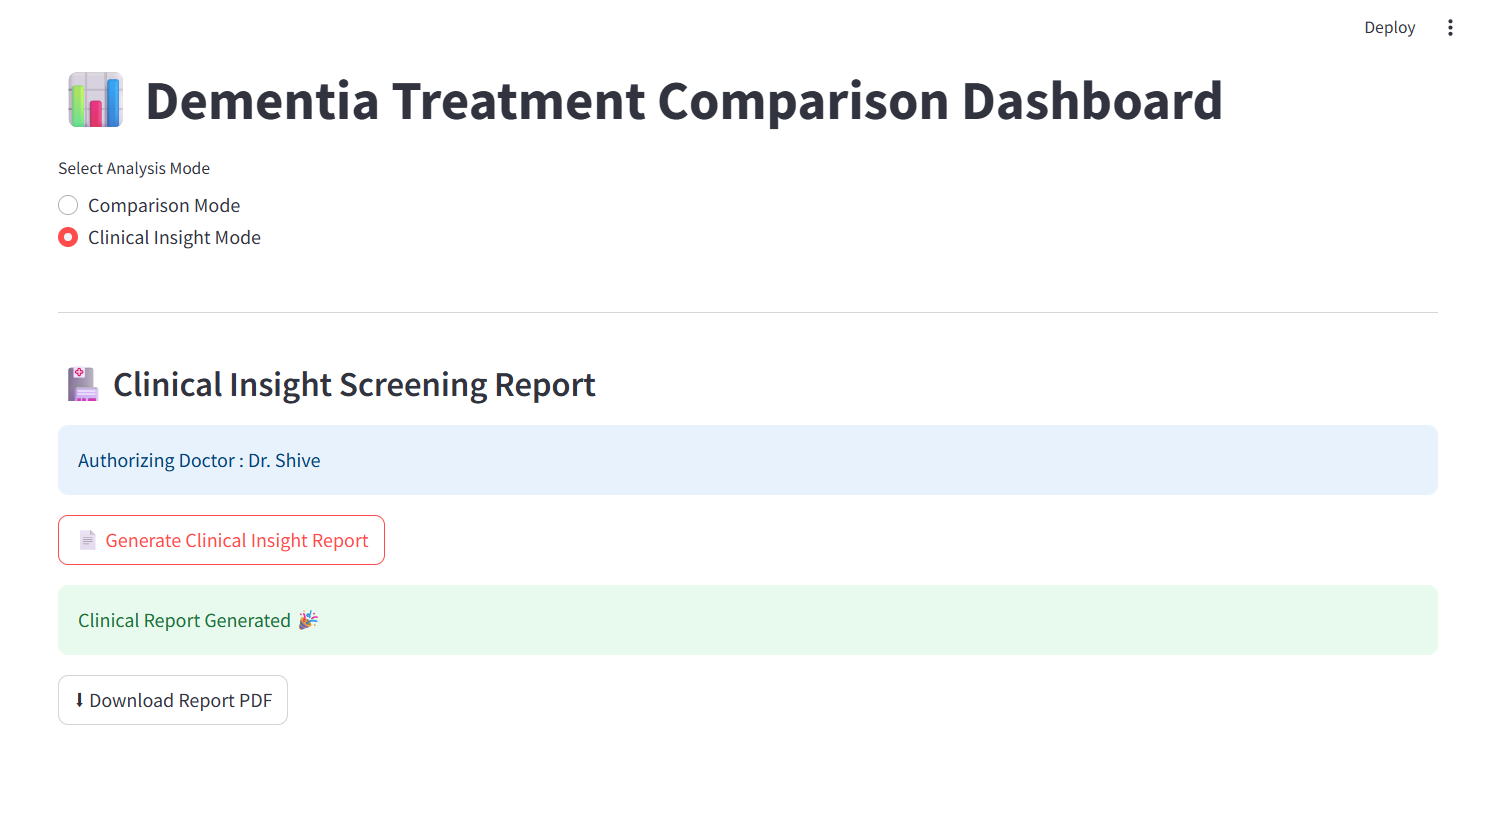 Deploy
Dementia Treatment Comparison Dashboard
Select Analysis Mode
Comparison Mode
Clinical Insight Mode
Clinical Insight Screening Report
Authorizing Doctor : Dr. Shive
Generate Clinical Insight Report
Clinical Report Generated 🎉
⬇ Download Report PDF